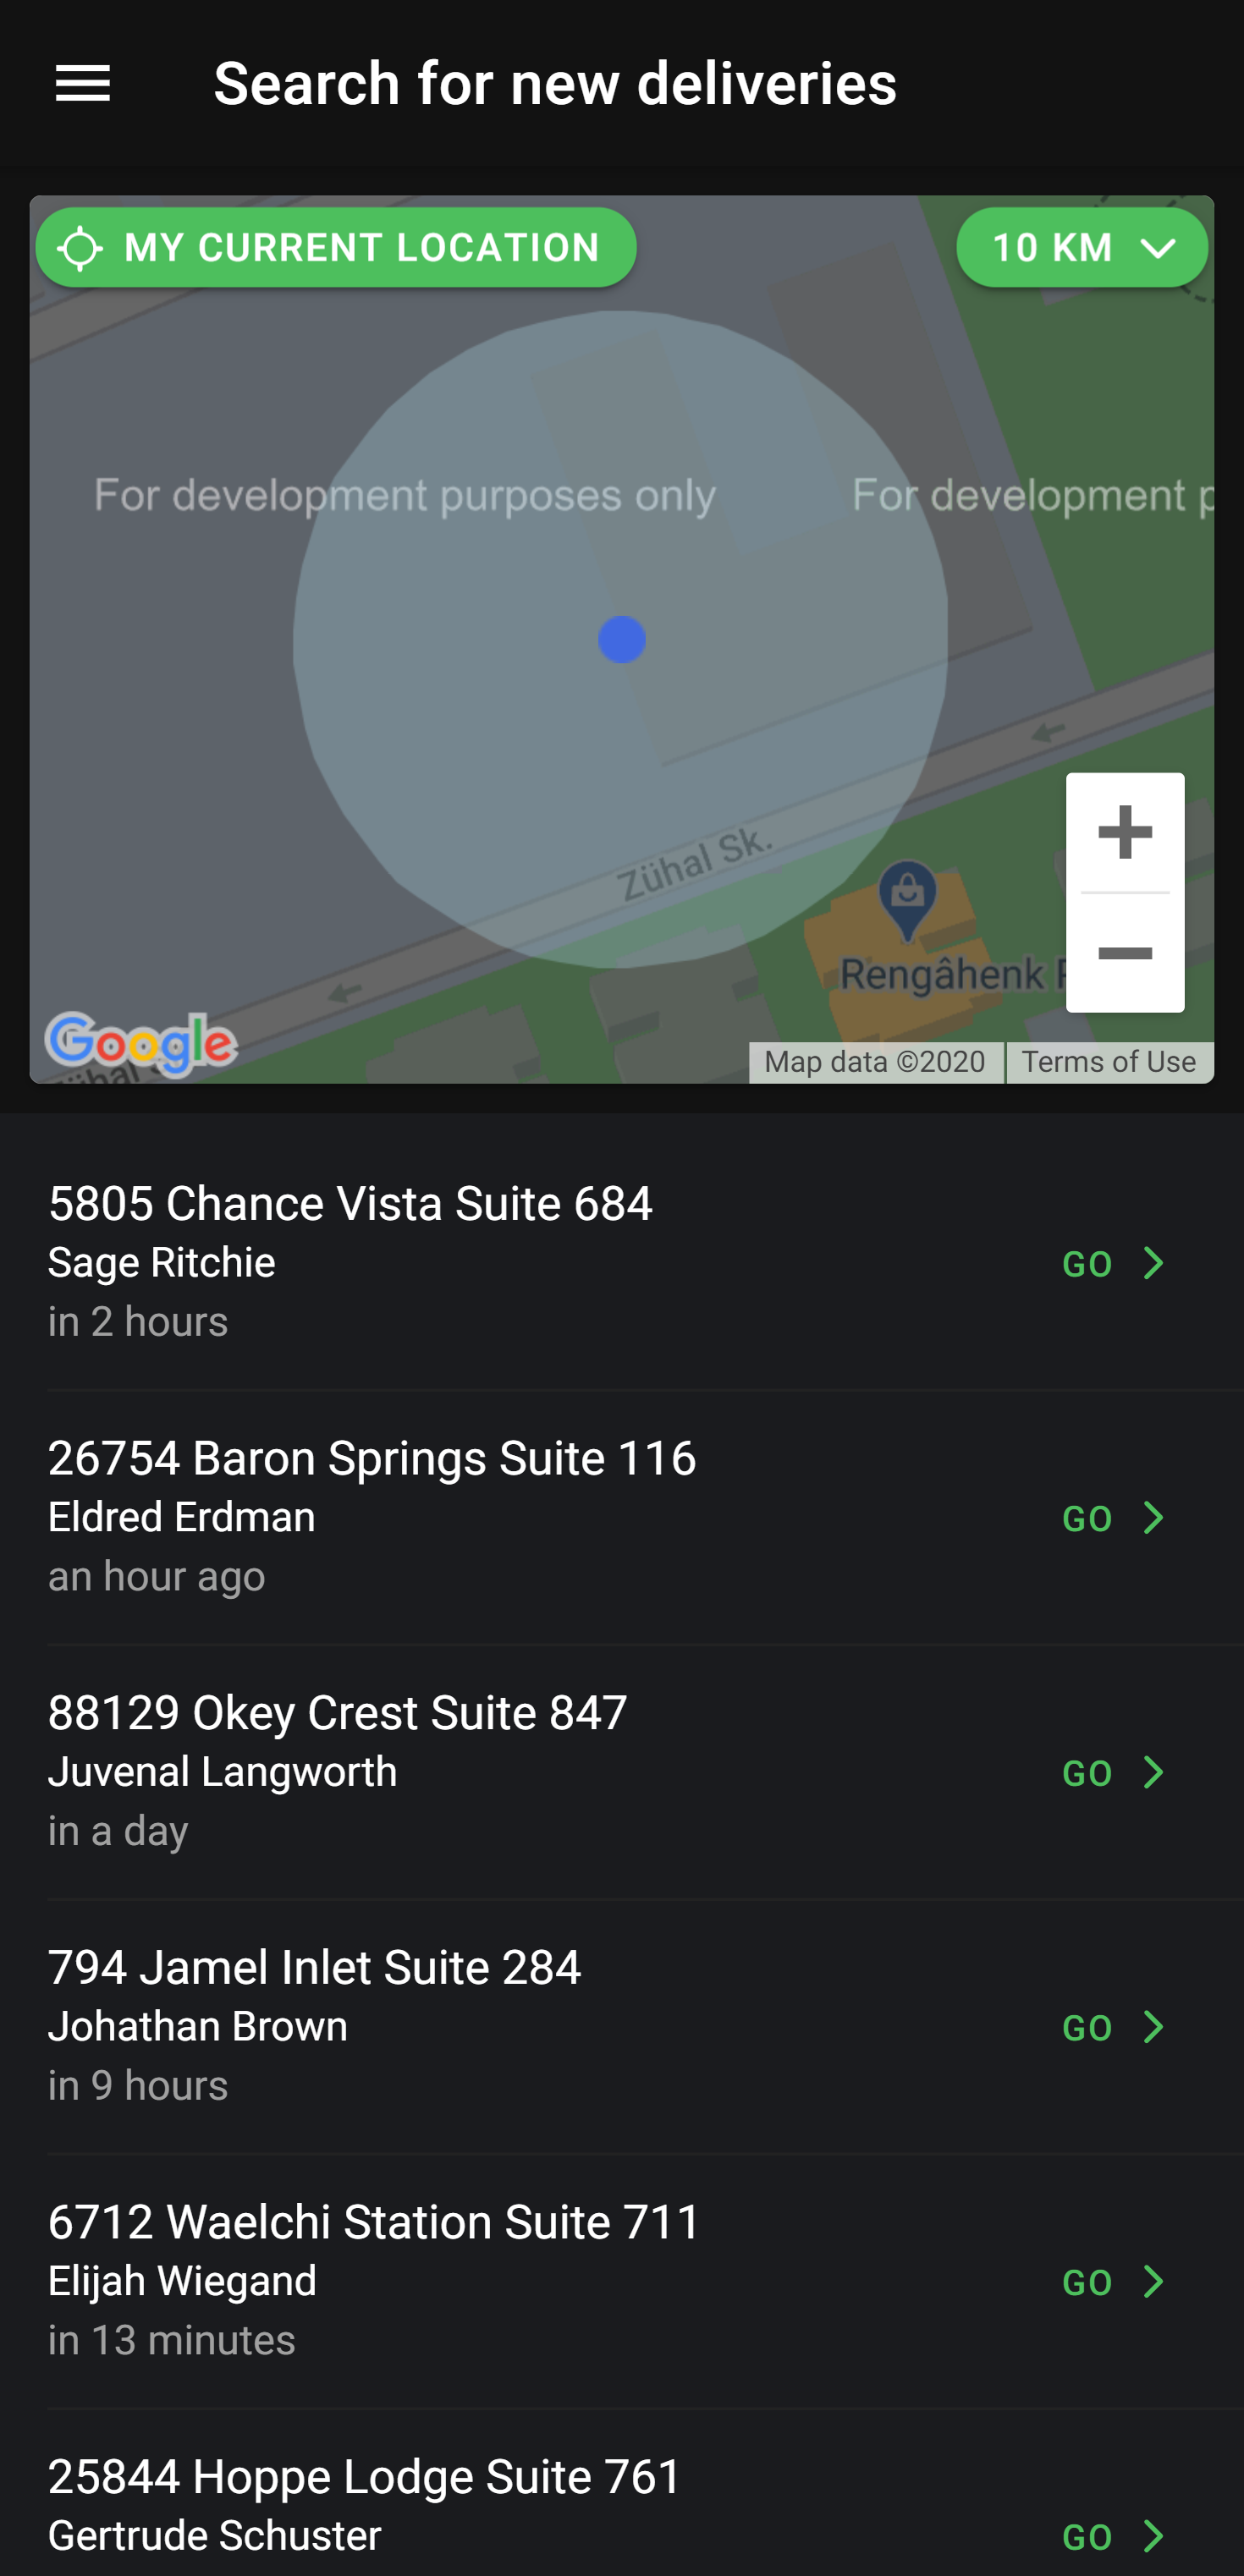 Search for new deliveries
MY CURRENT LOCATION
10 KM
For development purposes only
For development p
Zühal Sk.
Rengâhenk
Google
Map data ©2020
Terms of Use
5805 Chance Vista Suite 684
Sage Ritchie
in 2 hours
GO
26754 Baron Springs Suite 116
Eldred Erdman
an hour ago
GO
88129 Okey Crest Suite 847
Juvenal Langworth
in a day
GO
794 Jamel Inlet Suite 284
Johathan Brown
in 9 hours
GO
6712 Waelchi Station Suite 711
Elijah Wiegand
in 13 minutes
GO
25844 Hoppe Lodge Suite 761
Gertrude Schuster
GO